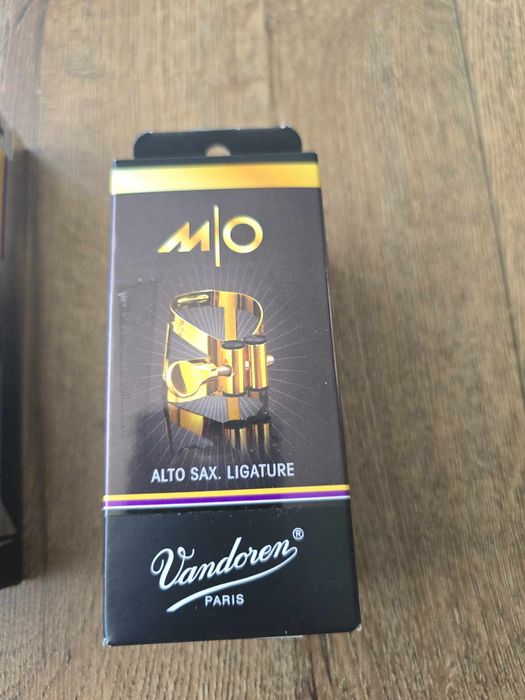 M|O
ALTO SAX. LIGATURE
Vandoren®
PARIS